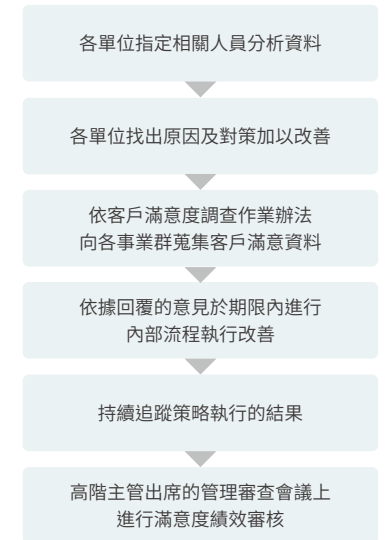 各單位指定相關人員分析資料
各單位找出原因及對策加以改善
依客戶滿意度調查作業辦法
向各事業群蒐集客戶滿意資料
依據回覆的意見於期限內進行
內部流程執行改善
持續追蹤策略執行的結果
高階主管出席的管理審查會議上
進行滿意度績效審核